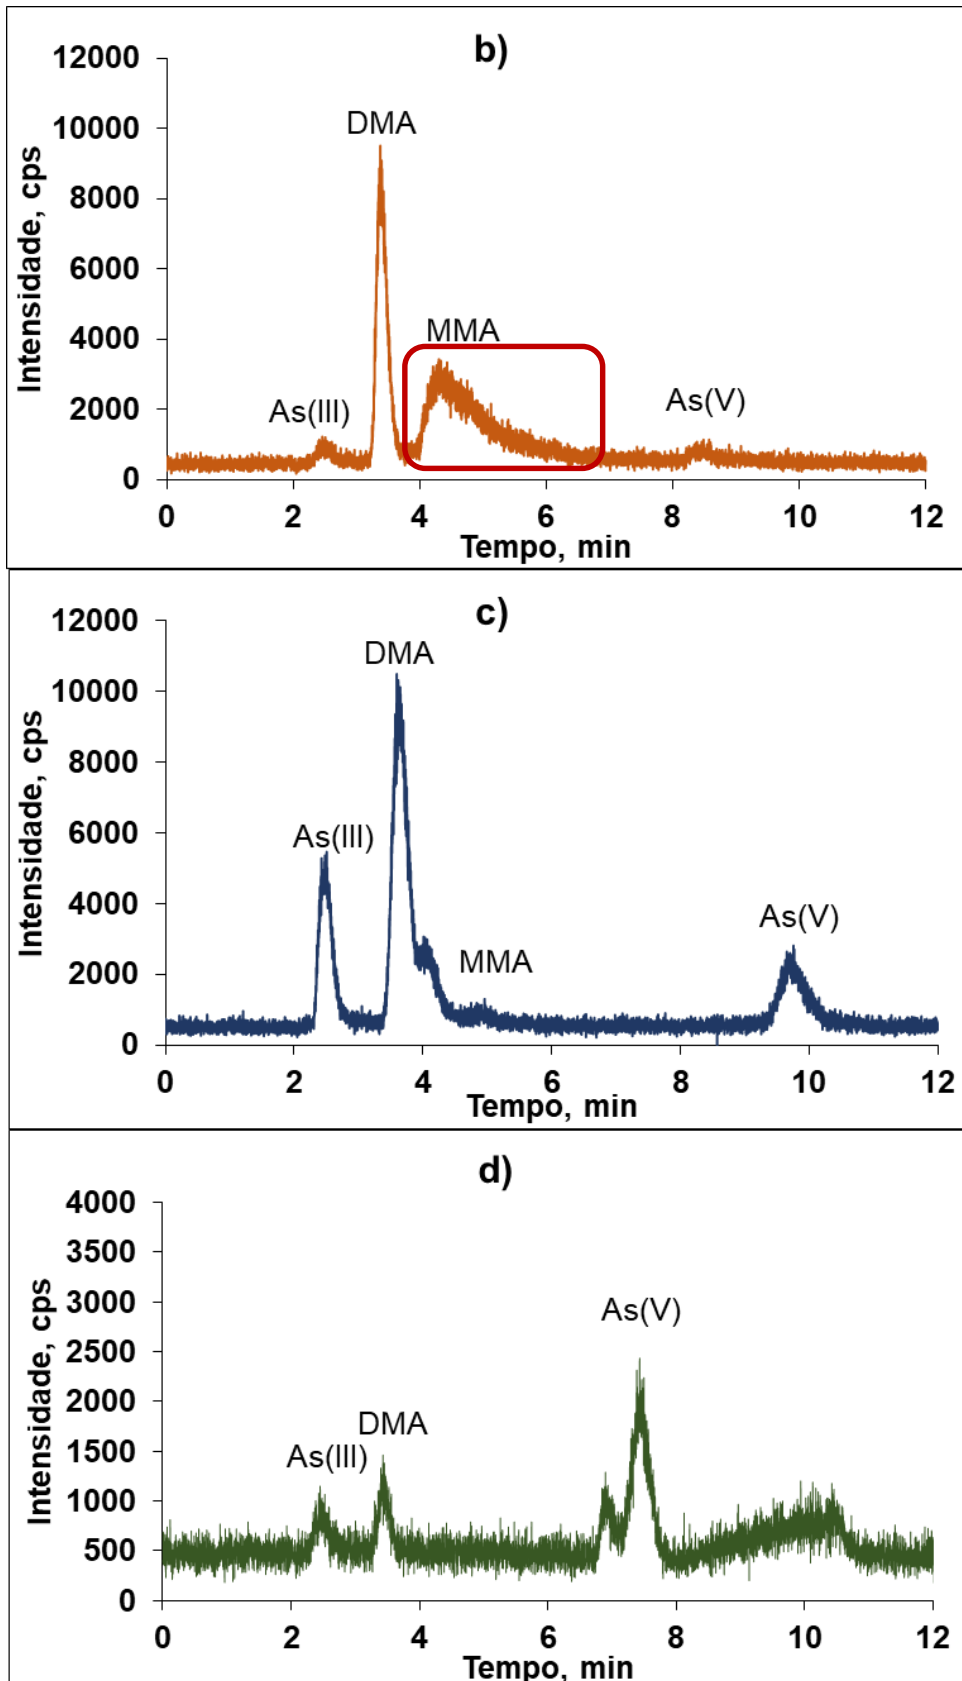 b)
12000
10000
8000
6000
4000
2000
0
Intensidade, cps
DMA
MMA
As(III)
As(V)
0 2 4 6 8 10 12
Tempo, min
c)
12000
10000
8000
6000
4000
2000
0
Intensidade, cps
DMA
As(III)
As(V)
MMA
0 2 4 6 8 10 12
Tempo, min
d)
4000
3500
3000
2500
2000
1500
1000
500
0
Intensidade, cps
As(V)
DMA
As(III)
0 2 4 6 8 10 12
Tempo, min